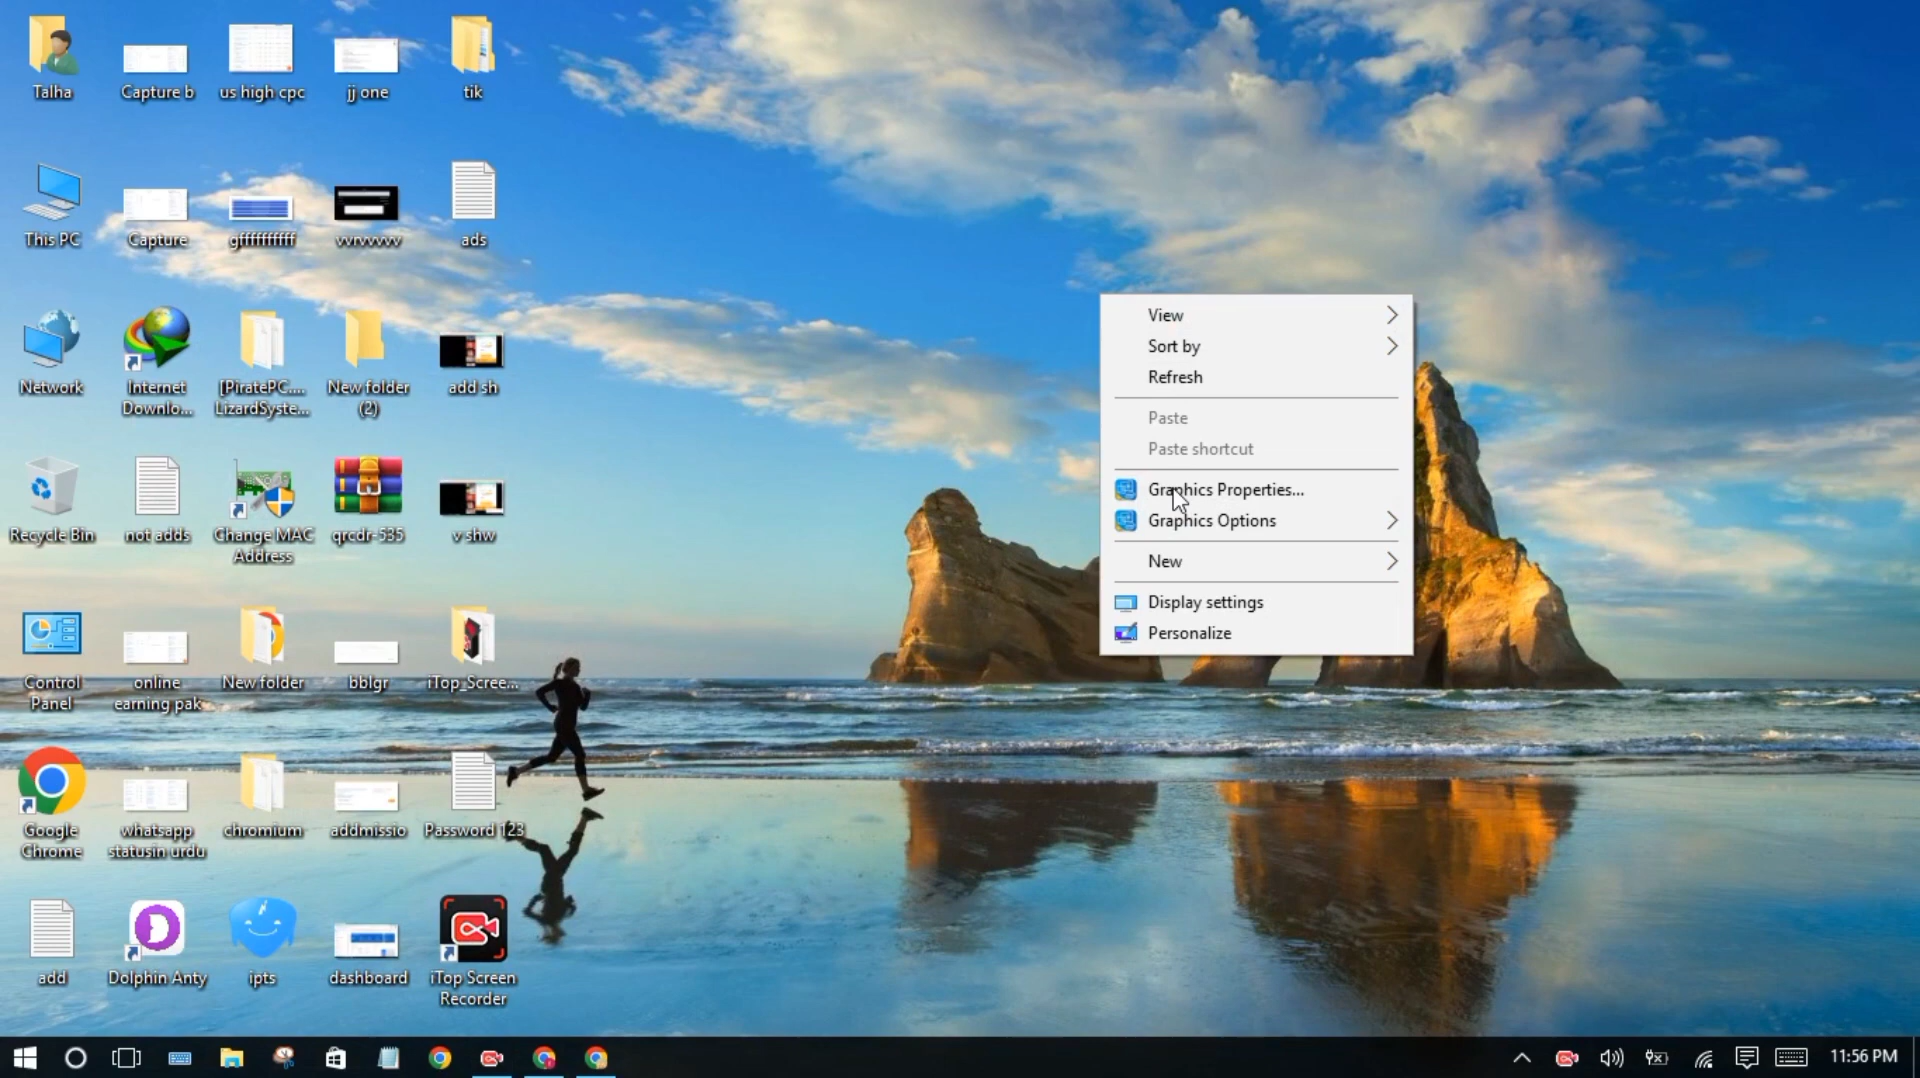 Talha
Capture b
us high cpc
jj one
tik
This PC
Capture
gffffffffff
vvrvvvvv
ads
Network
Internet
Downlo...
[PiratePC....
LizardSyste...
New folder
(2)
add sh
Recycle Bin
not adds
Change MAC
Address
qrcdr-535
v shw
Control
Panel
online
earning pak
New folder
bblgr
iTop_Scree...
Google
Chrome
whatsapp
statusin urdu
chromium
addmissio
Password 123
add
Dolphin Anty
ipts
dashboard
iTop Screen
Recorder
View
Sort by
Refresh
Paste
Paste shortcut
Graphics Properties...
Graphics Options
New
Display settings
Personalize
11:56 PM